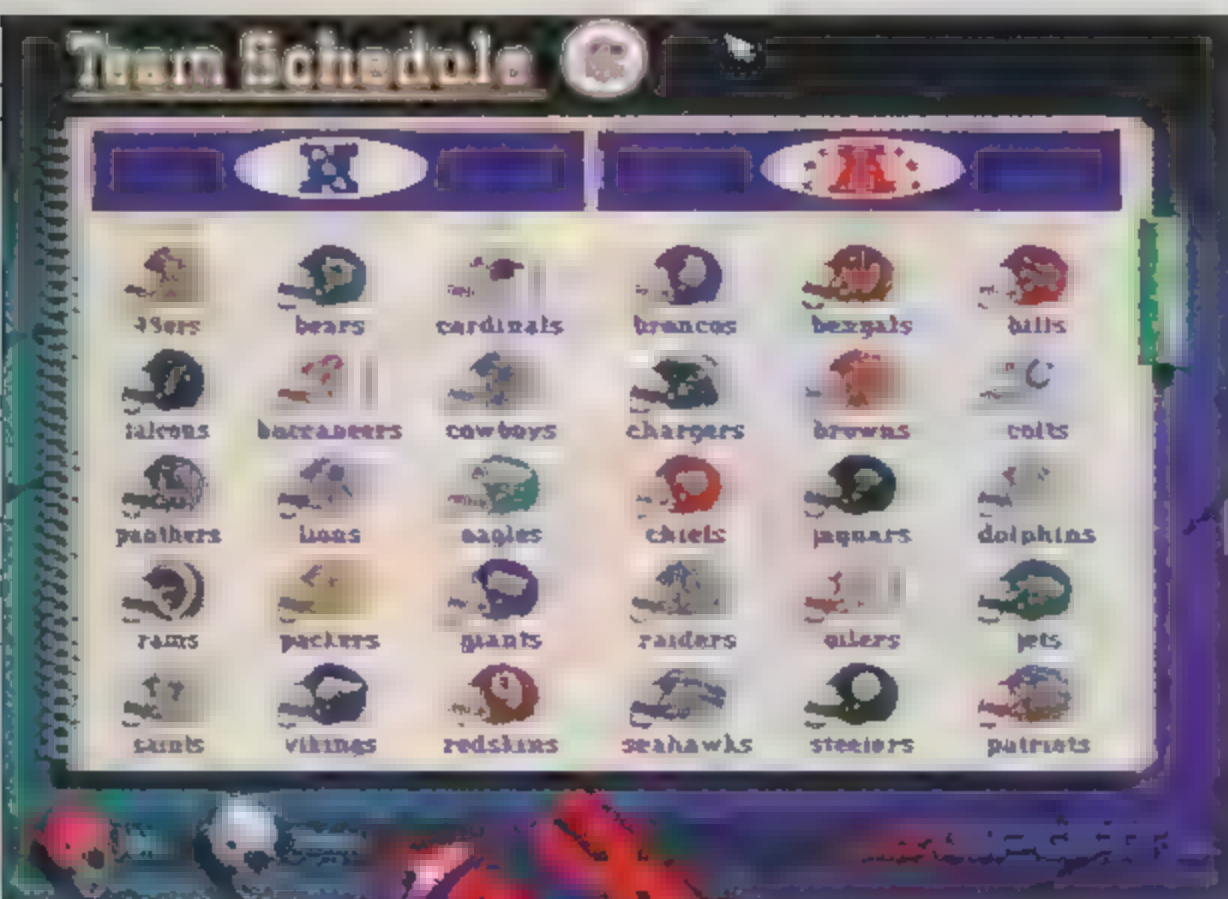 Team Schedule
N A
49ers bears cardinals broncos bengals bills
falcons buccaneers cowboys chargers browns colts
panthers lions eagles chiefs jaguars dolphins
rams packers giants raiders oilers jets
saints vikings redskins seahawks steelers patriots